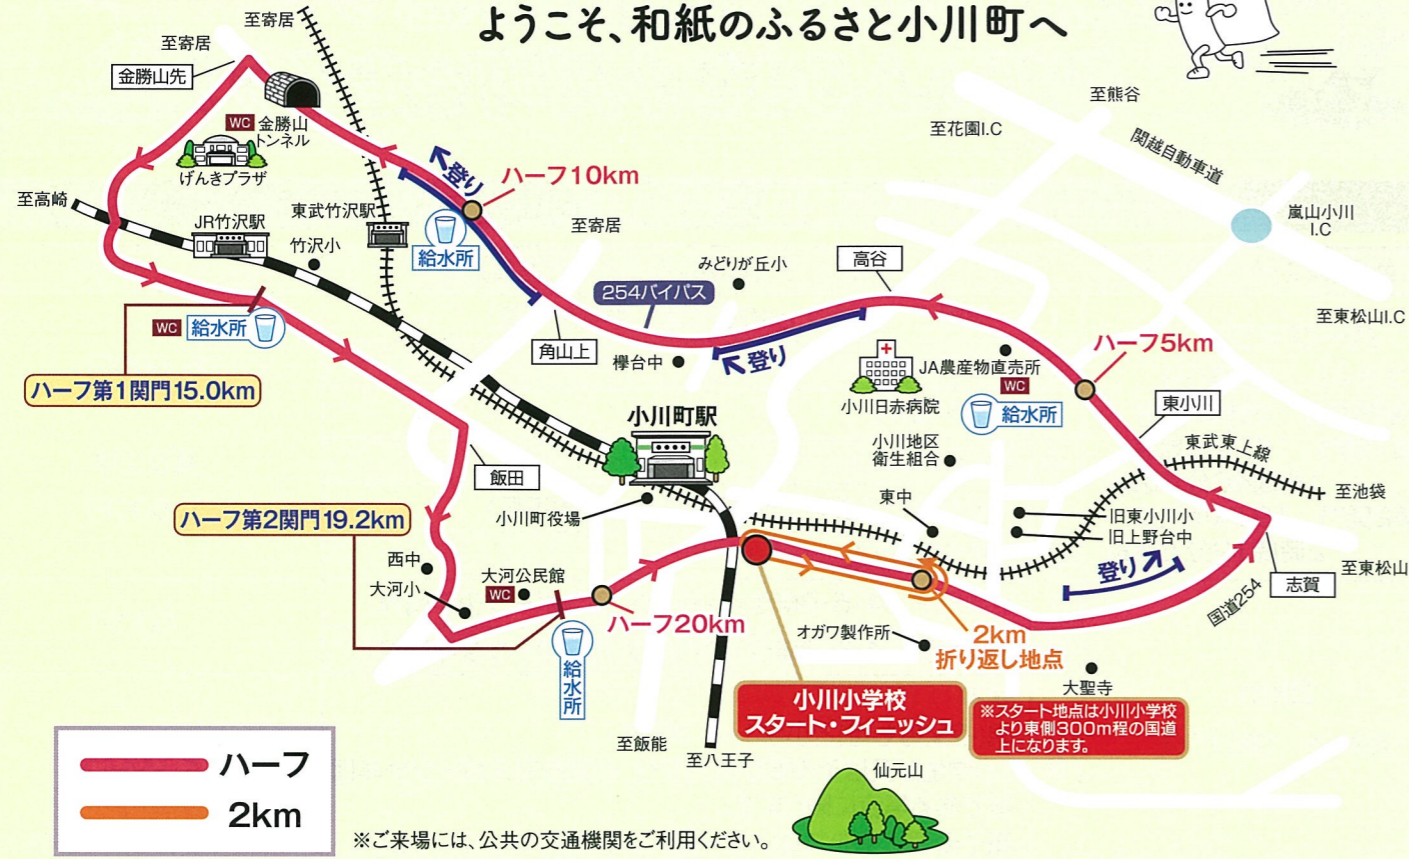 ようこそ、和紙のふるさと小川町へ
至寄居
至寄居
金勝山先
WC 金勝山
トンネル
げんきプラザ
至高崎
JR竹沢駅
東武竹沢駅
竹沢小
登り
ハーフ10km
給水所
至寄居
254バイパス
みどりが丘小
高谷
至花園I.C
至熊谷
関越自動車道
嵐山小川
I.C
至東松山I.C
WC 給水所
ハーフ第1関門15.0km
角山上
欅台中
登り
小川日赤病院
JA農産物直売所
WC
給水所
ハーフ5km
東小川
東武東上線
至池袋
小川町駅
小川地区
衛生組合
飯田
ハーフ第2関門19.2km
小川町役場
東中
旧東小川小
旧上野台中
登り
志賀
至東松山
国道254
西中
大河小
大河公民館
WC
ハーフ20km
給水所
オガワ製作所
2km
折り返し地点
大聖寺
小川小学校
スタート・フィニッシュ
※スタート地点は小川小学校
より東側300m程の国道
上になります。
至飯能
至八王子
仙元山
ハーフ
2km
※ご来場には、公共の交通機関をご利用ください。